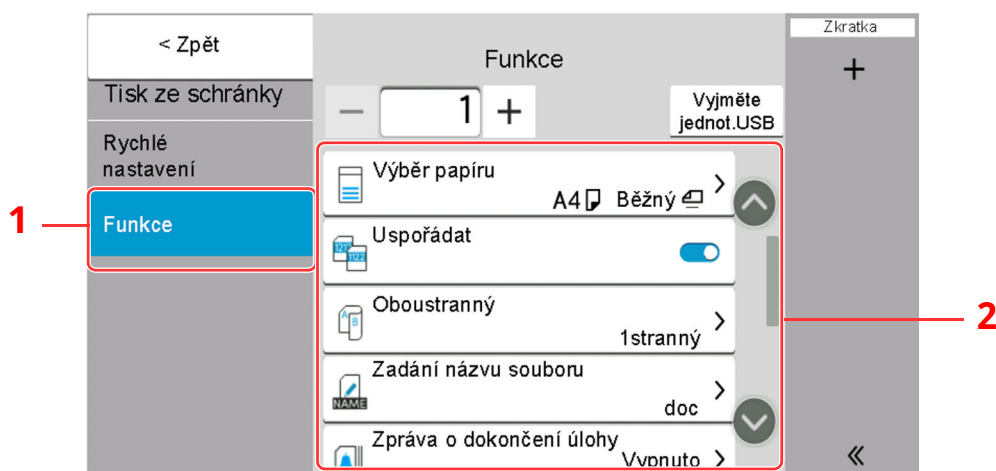 < Zpět
Tisk ze schránky
Rychlé
nastavení
Funkce
1
Funkce
1
Vyjměte
jednot.USB
Výběr papíru
A4 Běžný
Uspořádat
Oboustranný
1stranný
Zadání názvu souboru
NAME
doc
Zpráva o dokončení úlohy
Vypnuto
2
Zkratka